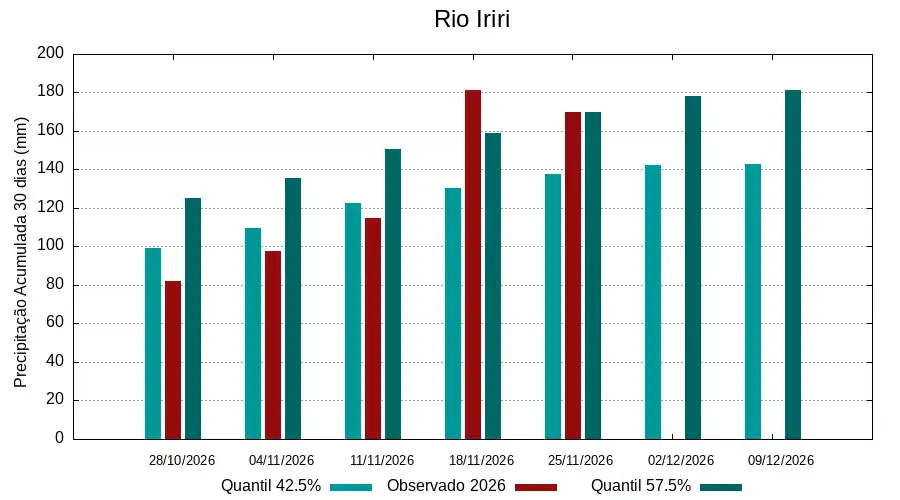 Rio Iriri
Precipitação Acumulada 30 dias (mm)
200
180
160
140
120
100
80
60
40
20
0
28/10/2026 04/11/2026 11/11/2026 18/11/2026 25/11/2026 02/12/2026 09/12/2026
Quantil 42.5% Observado 2026 Quantil 57.5%